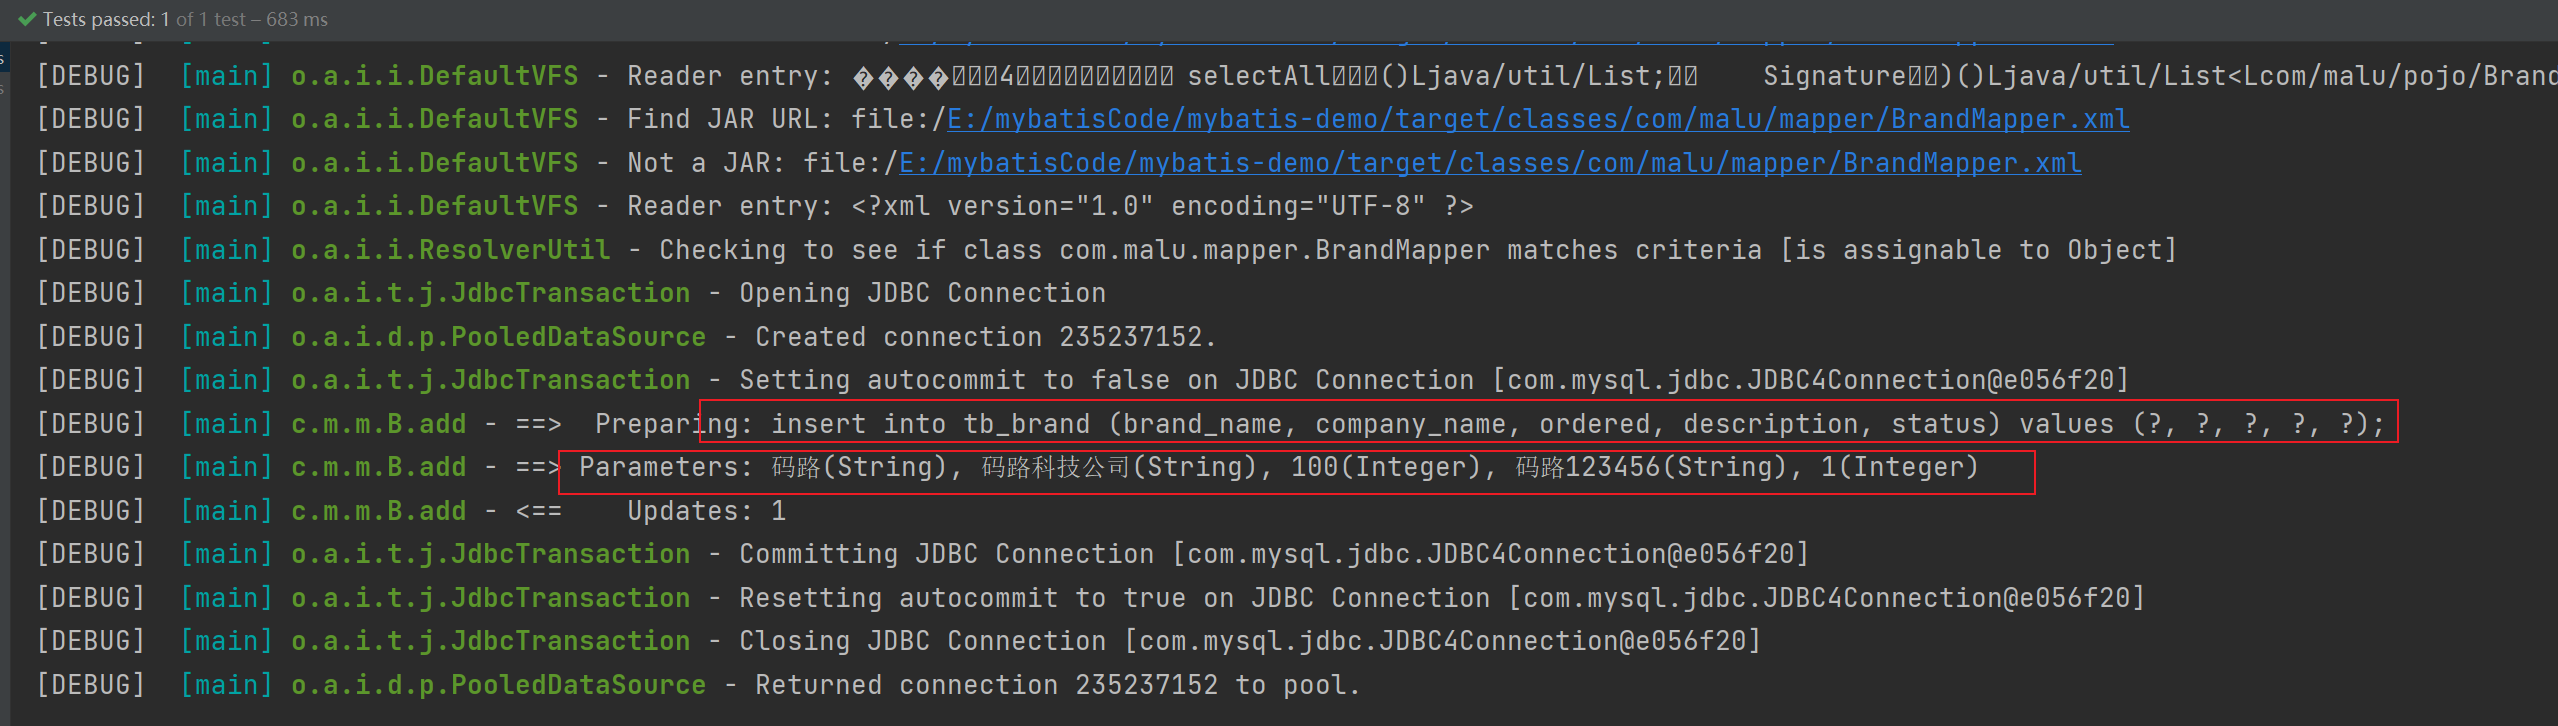 Tests passed: 1 of 1 test – 683 ms
[DEBUG] [main] o.a.i.i.DefaultVFS - Reader entry: ����4 selectAll()Ljava/util/List; Signature)()Ljava/util/List<Lcom/malu/pojo/Brand
[DEBUG] [main] o.a.i.i.DefaultVFS - Find JAR URL: file:/E:/mybatisCode/mybatis-demo/target/classes/com/malu/mapper/BrandMapper.xml
[DEBUG] [main] o.a.i.i.DefaultVFS - Not a JAR: file:/E:/mybatisCode/mybatis-demo/target/classes/com/malu/mapper/BrandMapper.xml
[DEBUG] [main] o.a.i.i.DefaultVFS - Reader entry: <?xml version="1.0" encoding="UTF-8" ?>
[DEBUG] [main] o.a.i.i.ResolverUtil - Checking to see if class com.malu.mapper.BrandMapper matches criteria [is assignable to Object]
[DEBUG] [main] o.a.i.t.j.JdbcTransaction - Opening JDBC Connection
[DEBUG] [main] o.a.i.d.p.PooledDataSource - Created connection 235237152.
[DEBUG] [main] o.a.i.t.j.JdbcTransaction - Setting autocommit to false on JDBC Connection [com.mysql.jdbc.JDBC4Connection@e056f20]
[DEBUG] [main] c.m.m.B.add - ==>  Preparing: insert into tb_brand (brand_name, company_name, ordered, description, status) values (?, ?, ?, ?, ?);
[DEBUG] [main] c.m.m.B.add - ==> Parameters: 码路(String), 码路科技公司(String), 100(Integer), 码路123456(String), 1(Integer)
[DEBUG] [main] c.m.m.B.add - <==    Updates: 1
[DEBUG] [main] o.a.i.t.j.JdbcTransaction - Committing JDBC Connection [com.mysql.jdbc.JDBC4Connection@e056f20]
[DEBUG] [main] o.a.i.t.j.JdbcTransaction - Resetting autocommit to true on JDBC Connection [com.mysql.jdbc.JDBC4Connection@e056f20]
[DEBUG] [main] o.a.i.t.j.JdbcTransaction - Closing JDBC Connection [com.mysql.jdbc.JDBC4Connection@e056f20]
[DEBUG] [main] o.a.i.d.p.PooledDataSource - Returned connection 235237152 to pool.